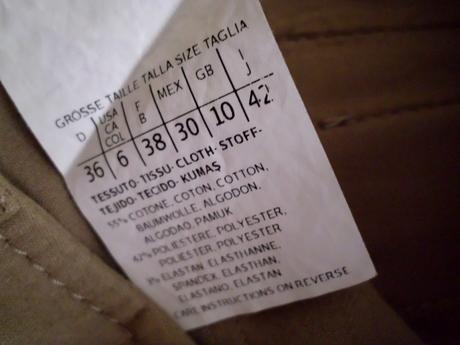 GROSSE TAILLE TALLA SIZE TAGLIA
D USA CA COL F B MEX GB I J
36 6 38 30 10 42
TESSUTO-TISSU-CLOTH-STOFF-
TEJIDO-TECIDO-KUMAŞ
55% COTONE, COTON, COTTON,
BAUMWOLLE, ALGODON,
ALGODAO, PAMUK
42% POLIESTERE, POLYESTER,
POLIESTER, POLYESTER
3% ELASTAN, ELASTHANNE,
SPANDEX, ELASTHAN,
ELASTANO, ELASTAN
CARE INSTRUCTIONS ON REVERSE